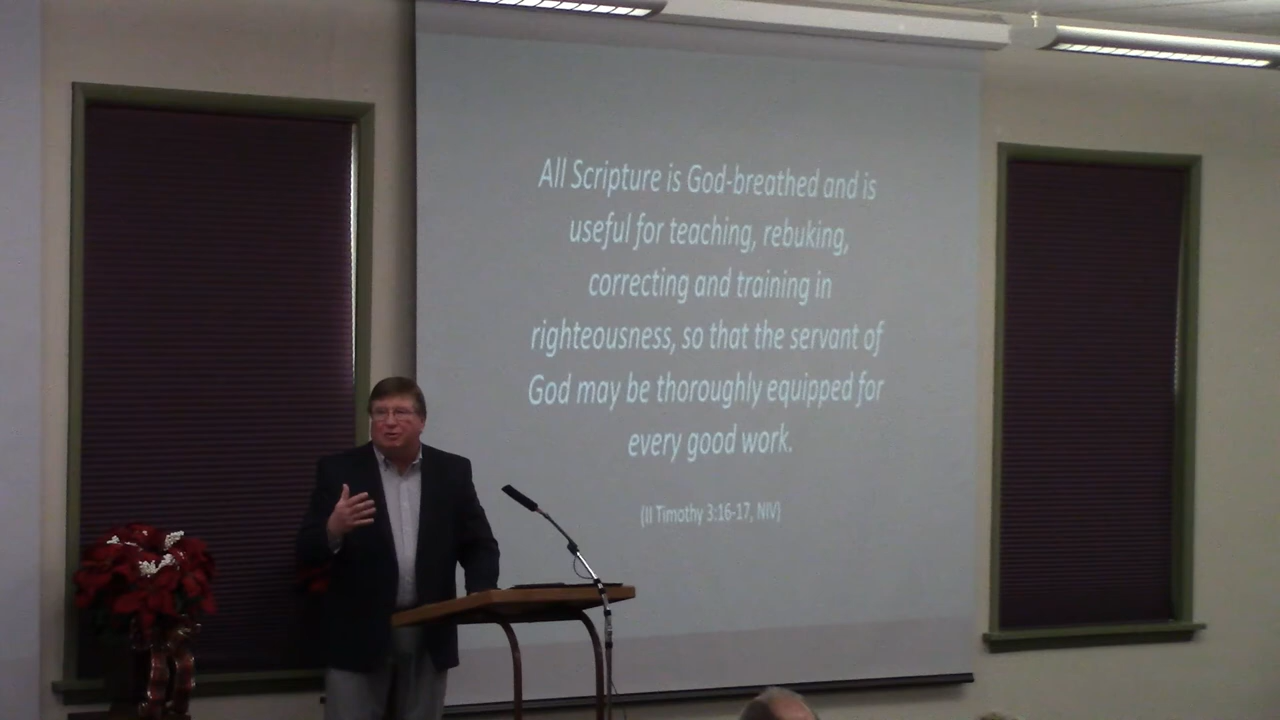 All Scripture is God-breathed and is
useful for teaching, rebuking,
correcting and training in
righteousness, so that the servant of
God may be thoroughly equipped for
every good work.
(II Timothy 3:16-17, NIV)